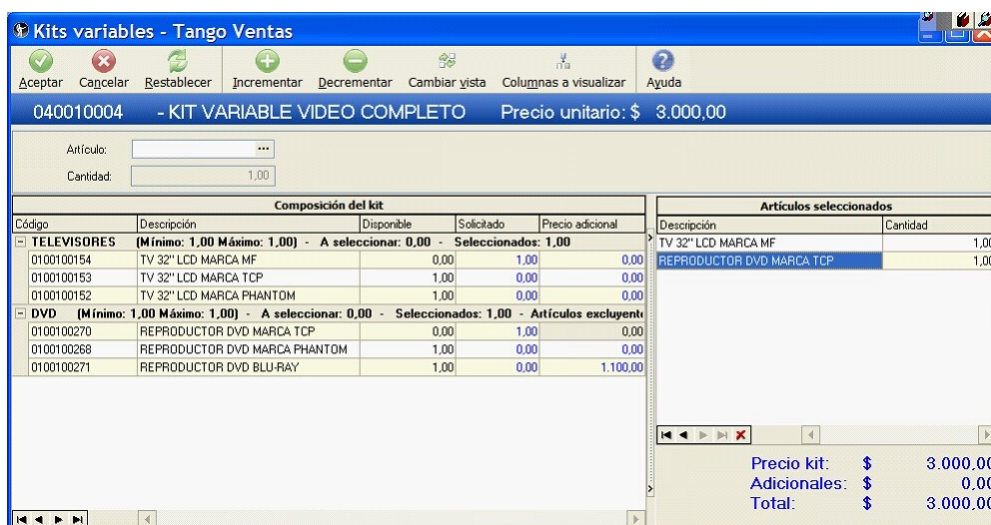 Kits variables - Tango Ventas
Aceptar Cancelar Restablecer Incrementar Decrementar Cambiar vista Columnas a visualizar Ayuda
040010004 - KIT VARIABLE VIDEO COMPLETO Precio unitario: $ 3.000,00
Artículo: ...
Cantidad: 1,00
Composición del kit
Código Descripción Disponible Solicitado Precio adicional
TELEVISORES (Mínimo: 1,00 Máximo: 1,00) - A seleccionar: 0,00 - Seleccionados: 1,00
0100100154 TV 32" LCD MARCA MF 0,00 1,00 0,00
0100100153 TV 32" LCD MARCA TCP 1,00 0,00 0,00
0100100152 TV 32" LCD MARCA PHANTOM 1,00 0,00 0,00
DVD (Mínimo: 1,00 Máximo: 1,00) - A seleccionar: 0,00 - Seleccionados: 1,00 - Artículos excluyent
0100100270 REPRODUCTOR DVD MARCA TCP 0,00 1,00 0,00
0100100268 REPRODUCTOR DVD MARCA PHANTOM 1,00 0,00 0,00
0100100271 REPRODUCTOR DVD BLU-RAY 1,00 0,00 1.100,00
Artículos seleccionados
Descripción Cantidad
TV 32" LCD MARCA MF 1,00
REPRODUCTOR DVD MARCA TCP 1,00
Precio kit: $ 3.000,00
Adicionales: $ 0,00
Total: $ 3.000,00